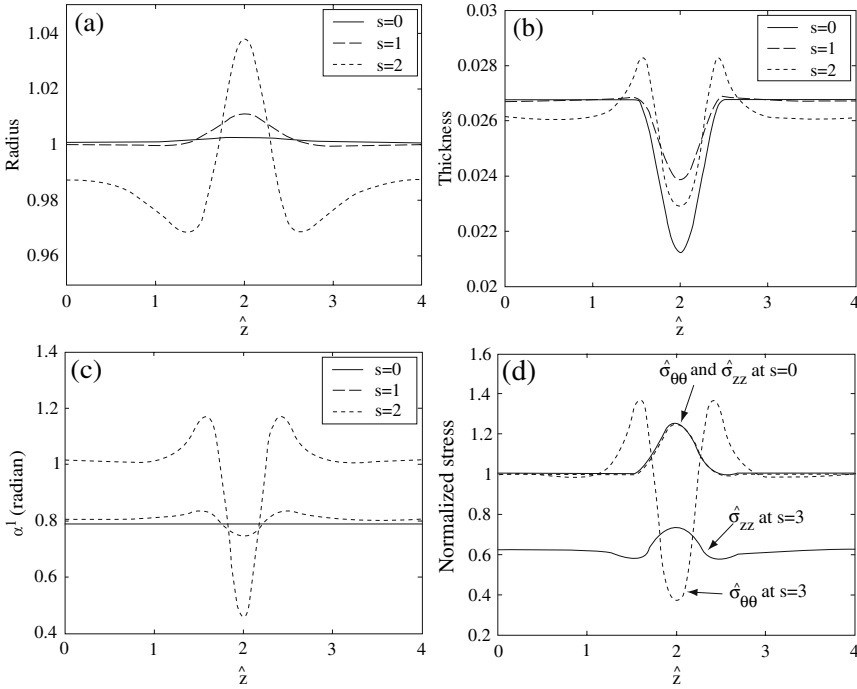 (a)
s=0
s=1
s=2
1.04
1.02
1
0.98
0.96
Radius
0 1 2 3 4
ẑ
(b)
s=0
s=1
s=2
0.03
0.028
0.026
0.024
0.022
0.02
Thickness
0 1 2 3 4
ẑ
(c)
s=0
s=1
s=2
1.4
1.2
1
0.8
0.6
0.4
α¹ (radian)
0 1 2 3 4
ẑ
(d)
σ̂θθ and σ̂zz at s=0
σ̂zz at s=3
σ̂θθ at s=3
1.6
1.4
1.2
1
0.8
0.6
0.4
0.2
Normalized stress
0 1 2 3 4
ẑ